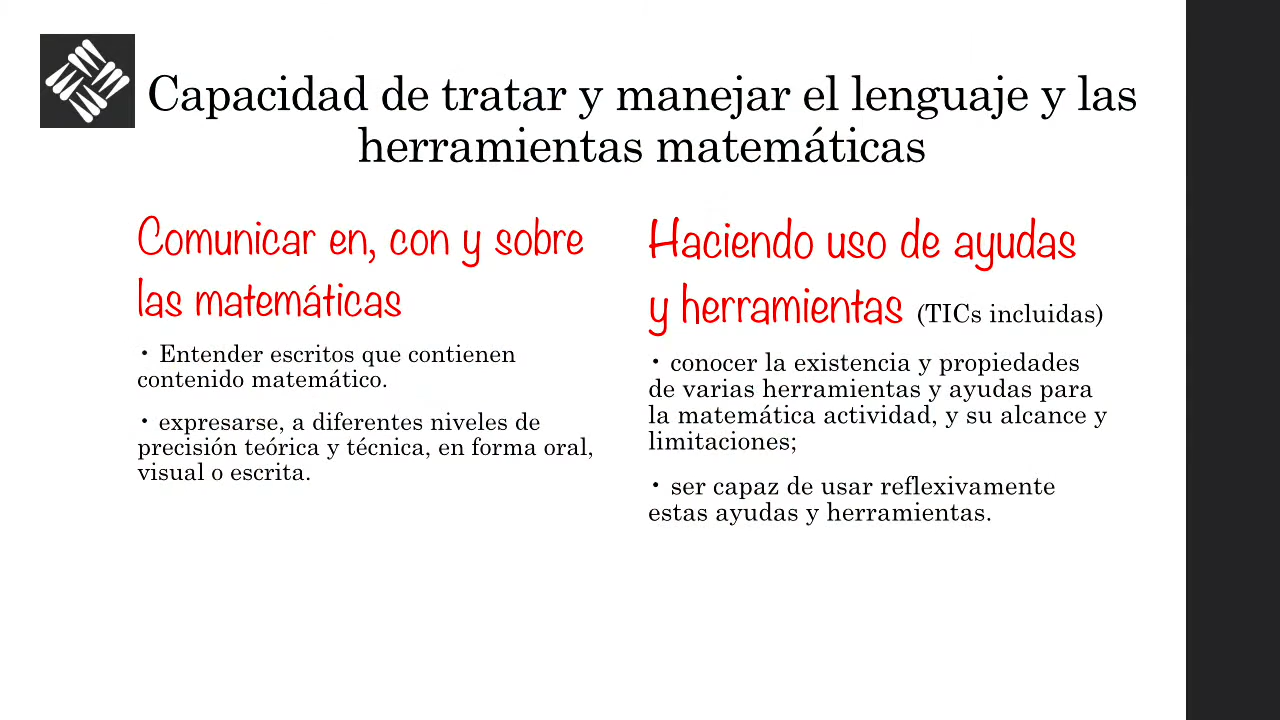 Capacidad de tratar y manejar el lenguaje y las
herramientas matemáticas
Comunicar en, con y sobre
las matemáticas
• Entender escritos que contienen
contenido matemático.
• expresarse, a diferentes niveles de
precisión teórica y técnica, en forma oral,
visual o escrita.
Haciendo uso de ayudas
y herramientas (TICs incluidas)
• conocer la existencia y propiedades
de varias herramientas y ayudas para
la matemática actividad, y su alcance y
limitaciones;
• ser capaz de usar reflexivamente
estas ayudas y herramientas.